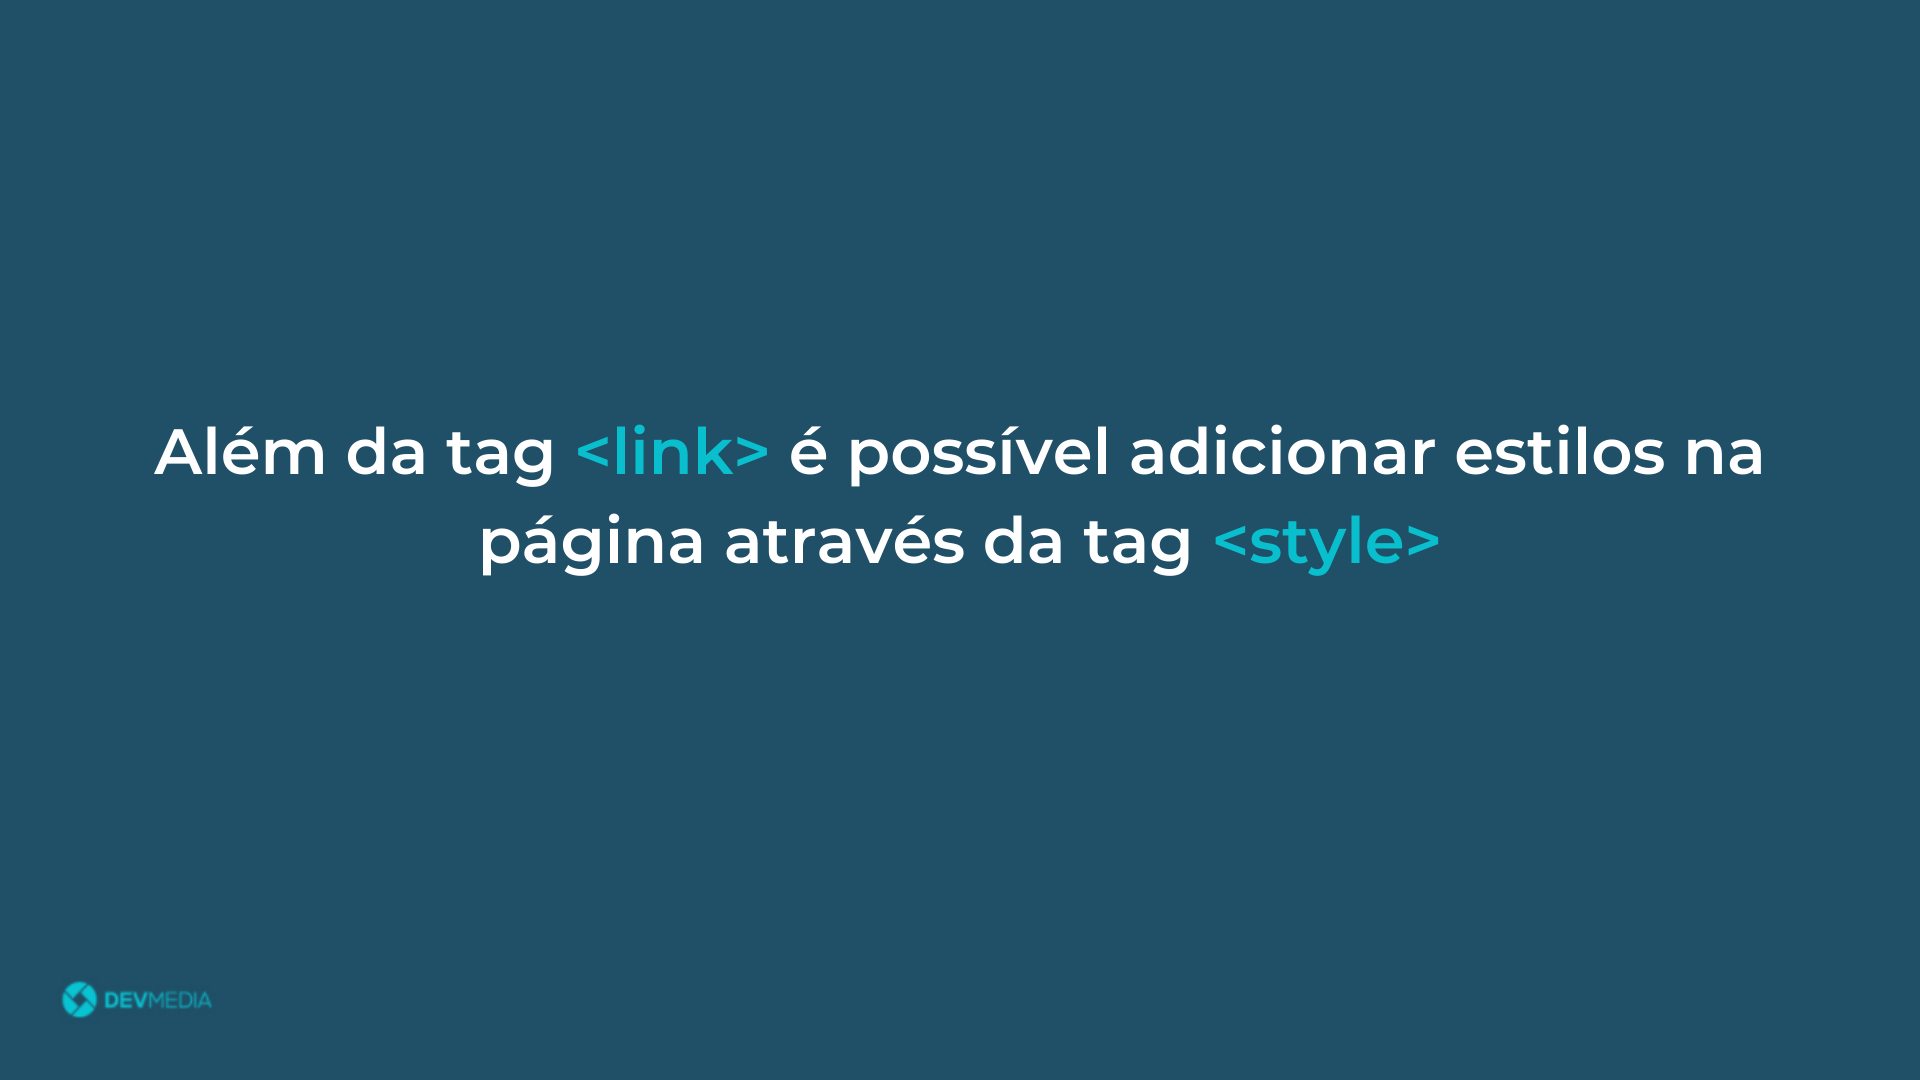 Além da tag <link> é possível adicionar estilos na
página através da tag <style>
DEVMEDIA